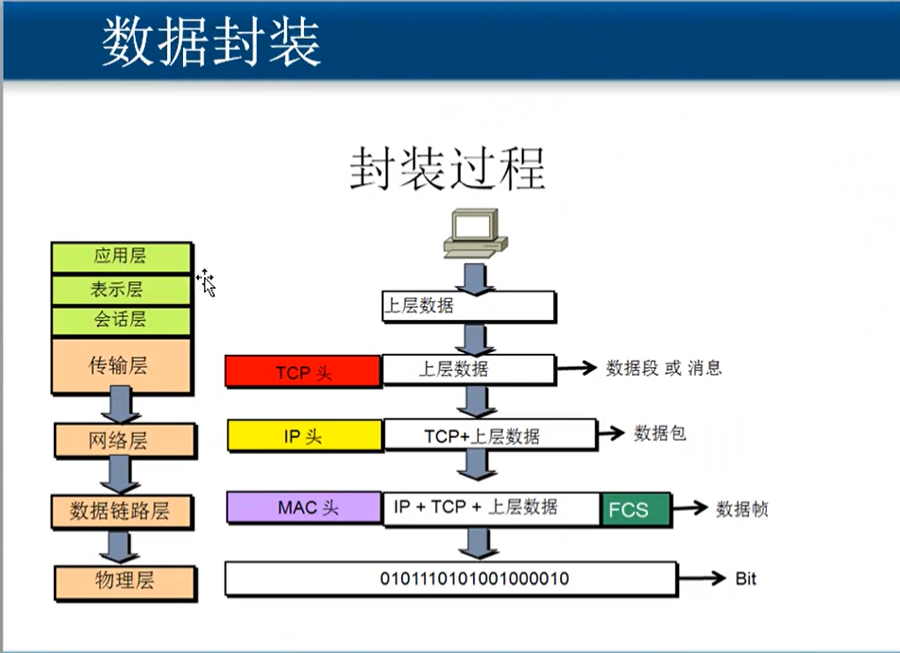 数据封装
封装过程
应用层
表示层
会话层
传输层
网络层
数据链路层
物理层
上层数据
TCP 头 上层数据 数据段 或 消息
IP 头 TCP+上层数据 数据包
MAC 头 IP + TCP + 上层数据 FCS 数据帧
0101110101001000010 Bit